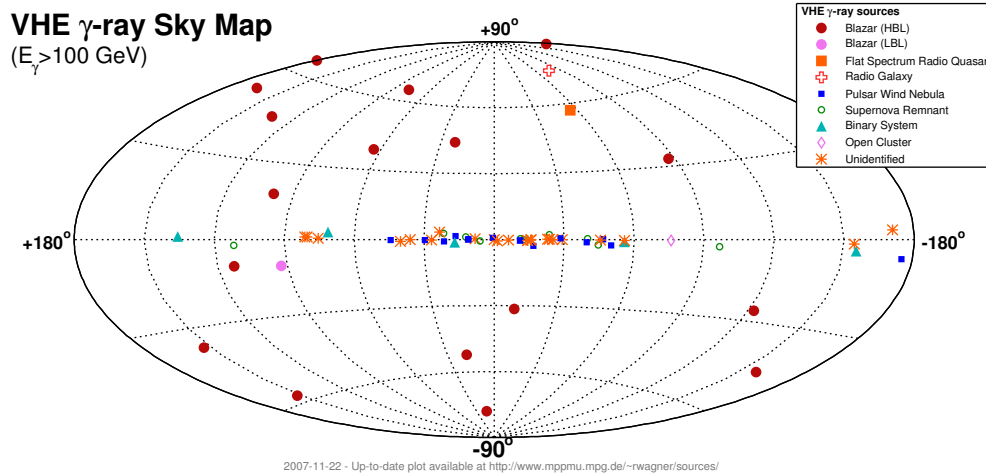 VHE γ-ray Sky Map
(Eγ>100 GeV)
+90°
+180°
-180°
-90°
VHE γ-ray sources
Blazar (HBL)
Blazar (LBL)
Flat Spectrum Radio Quasar
Radio Galaxy
Pulsar Wind Nebula
Supernova Remnant
Binary System
Open Cluster
Unidentified
2007-11-22 - Up-to-date plot available at http://www.mppmu.mpg.de/~rwagner/sources/